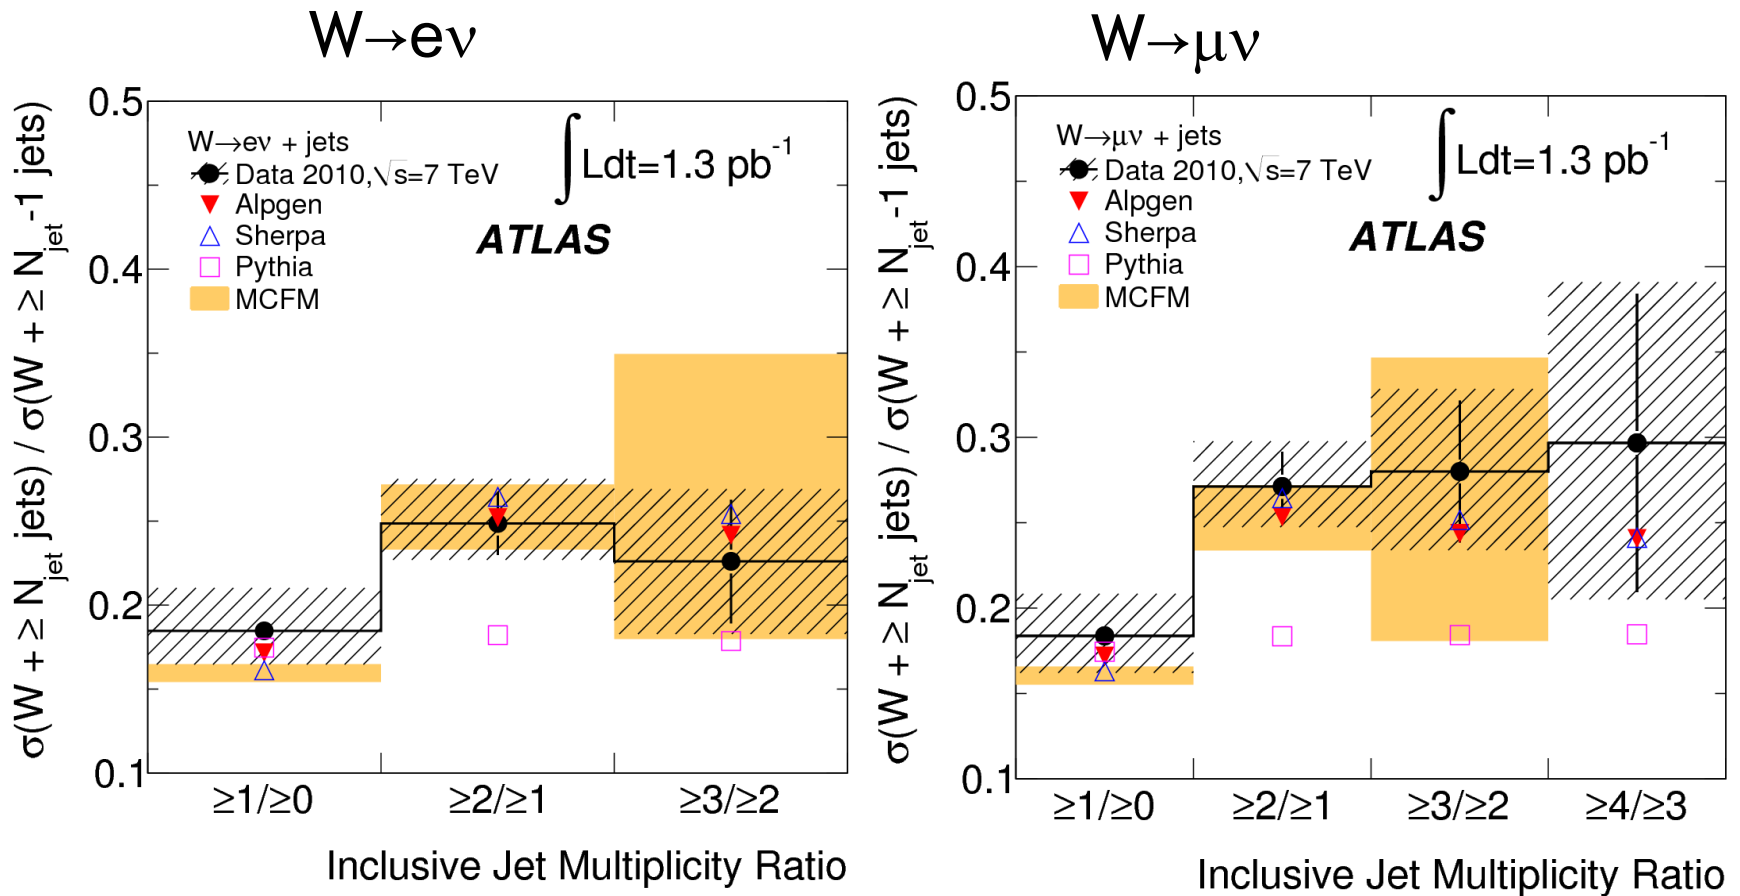 W→eν
0.5
0.4
0.3
0.2
0.1
σ(W + ≥ N_jet jets) / σ(W + ≥ N_jet -1 jets)
W→eν + jets
Data 2010,√s=7 TeV
Alpgen
Sherpa
Pythia
MCFM
∫Ldt=1.3 pb⁻¹
ATLAS
≥1/≥0 ≥2/≥1 ≥3/≥2
Inclusive Jet Multiplicity Ratio
W→μν
0.5
0.4
0.3
0.2
0.1
σ(W + ≥ N_jet jets) / σ(W + ≥ N_jet -1 jets)
W→μν + jets
Data 2010,√s=7 TeV
Alpgen
Sherpa
Pythia
MCFM
∫Ldt=1.3 pb⁻¹
ATLAS
≥1/≥0 ≥2/≥1 ≥3/≥2 ≥4/≥3
Inclusive Jet Multiplicity Ratio